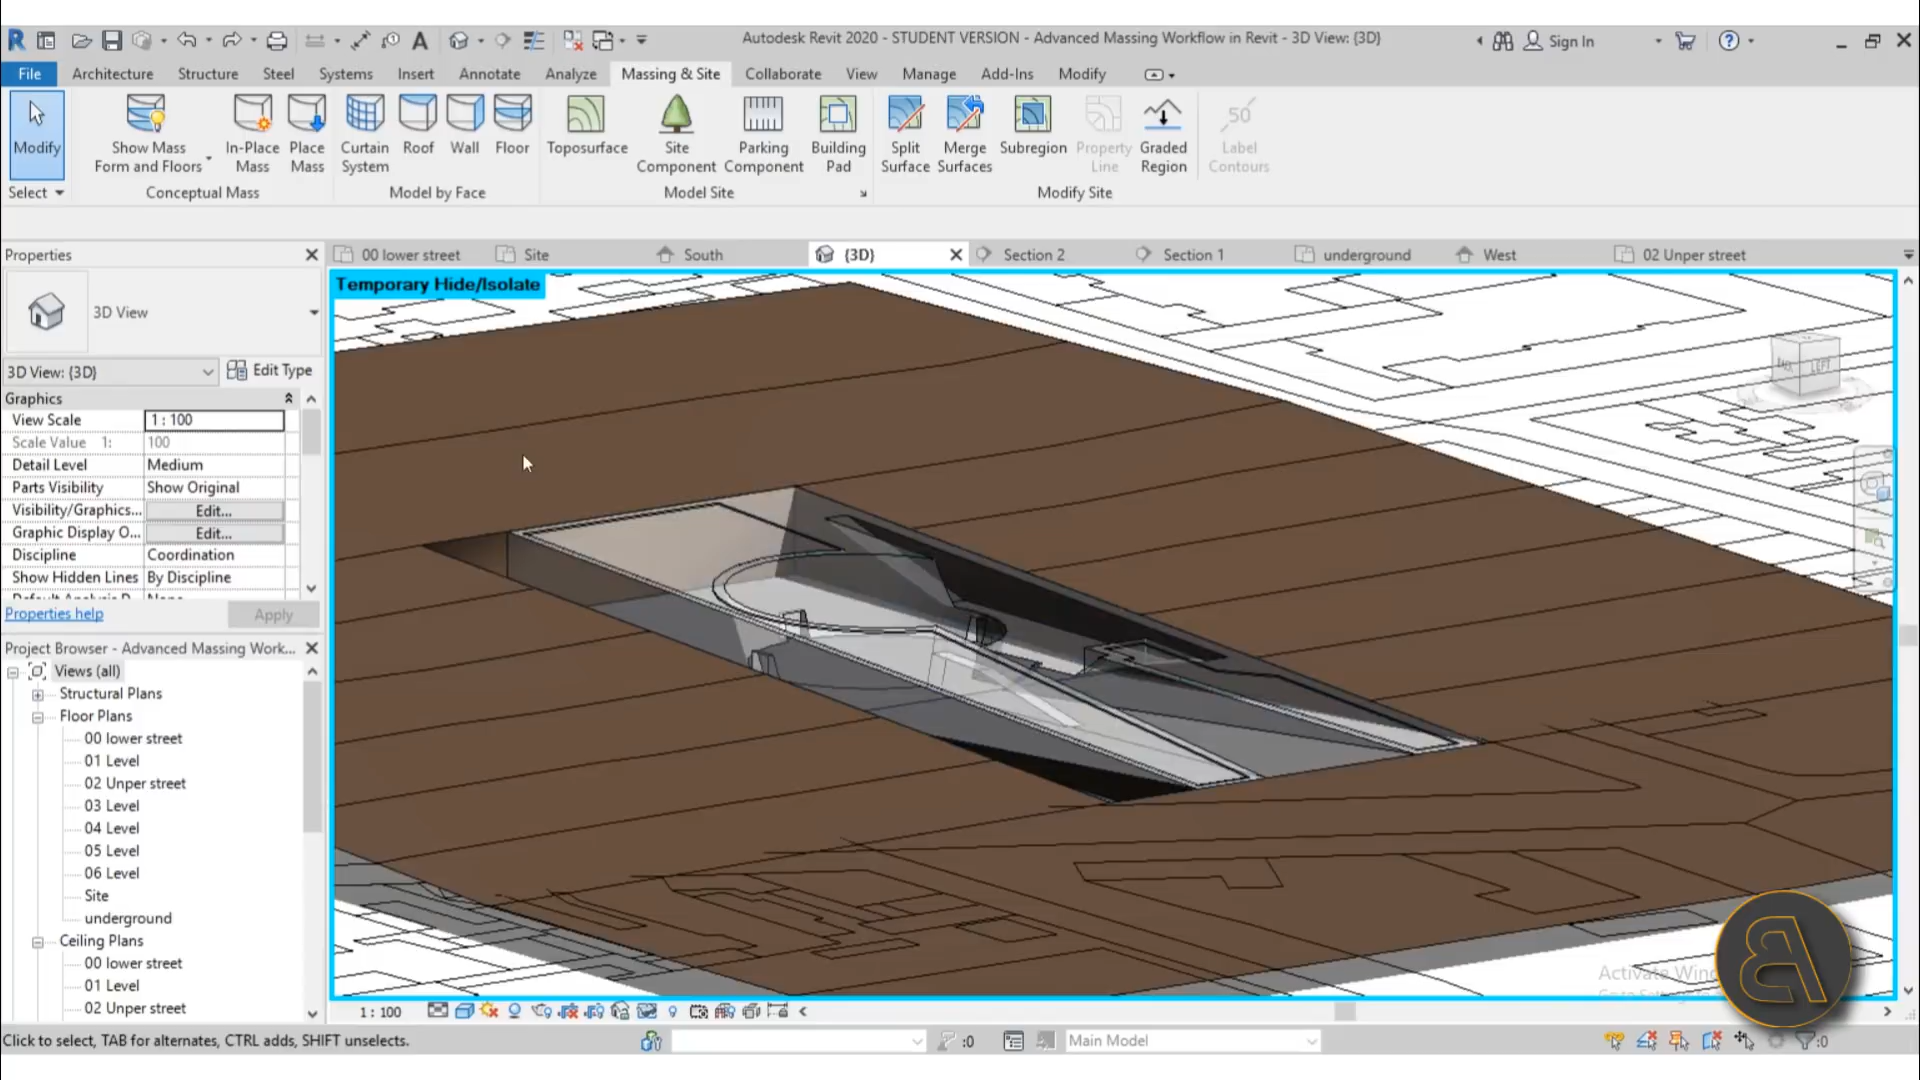 Autodesk Revit 2020 - STUDENT VERSION - Advanced Massing Workflow in Revit - 3D View: {3D}
Sign In
File Architecture Structure Steel Systems Insert Annotate Analyze Massing & Site Collaborate View Manage Add-Ins Modify
Modify
Show Mass Form and Floors
In-Place Mass
Place Mass
Curtain System
Roof
Wall
Floor
Toposurface
Site Component
Parking Component
Building Pad
Split Surface
Merge Surfaces
Subregion
Property Line
Graded Region
50
Label Contours
Select
Conceptual Mass
Model by Face
Model Site
Modify Site
Properties
00 lower street
Site
South
{3D}
Section 2
Section 1
underground
West
02 Unper street
Temporary Hide/Isolate
3D View
3D View: {3D}
Edit Type
Graphics
View Scale 1 : 100
Scale Value 1: 100
Detail Level Medium
Parts Visibility Show Original
Visibility/Graphics... Edit...
Graphic Display O... Edit...
Discipline Coordination
Show Hidden Lines By Discipline
Properties help
Apply
LEFT
Project Browser - Advanced Massing Work...
Views (all)
Structural Plans
Floor Plans
00 lower street
01 Level
02 Unper street
03 Level
04 Level
05 Level
06 Level
Site
underground
Ceiling Plans
00 lower street
01 Level
02 Unper street
1 : 100
Click to select, TAB for alternates, CTRL adds, SHIFT unselects.
:0
Main Model
:0